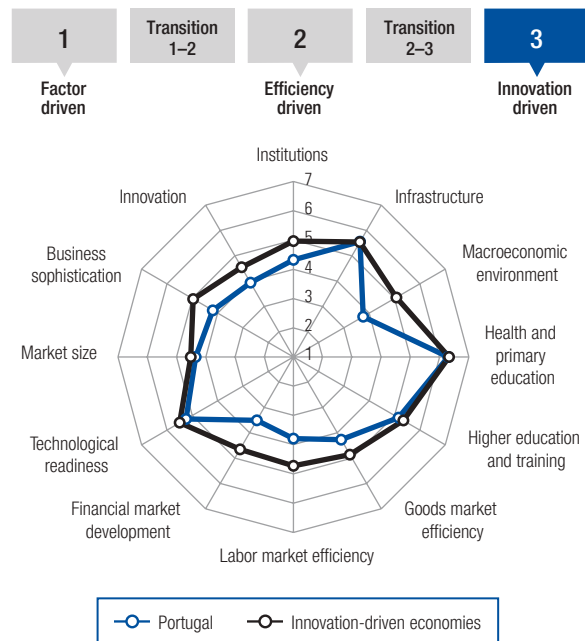 1
Transition
1–2
2
Transition
2–3
3
Factor
driven
Efficiency
driven
Innovation
driven
Institutions
7
Innovation
Infrastructure
6
5
Business
sophistication
Macroeconomic
environment
4
3
2
Market size
1
Health and
primary
education
Technological
readiness
Higher education
and training
Financial market
development
Goods market
efficiency
Labor market efficiency
Portugal
Innovation-driven economies